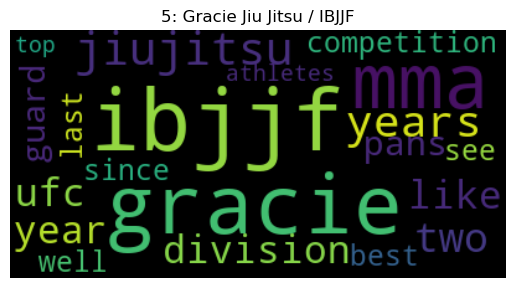 5: Gracie Jiu Jitsu / IBJJF
top jiujitsu competition
athletes
guard last ibjjf mma
years
pans see
since
ufc gracie like
year division two
well best